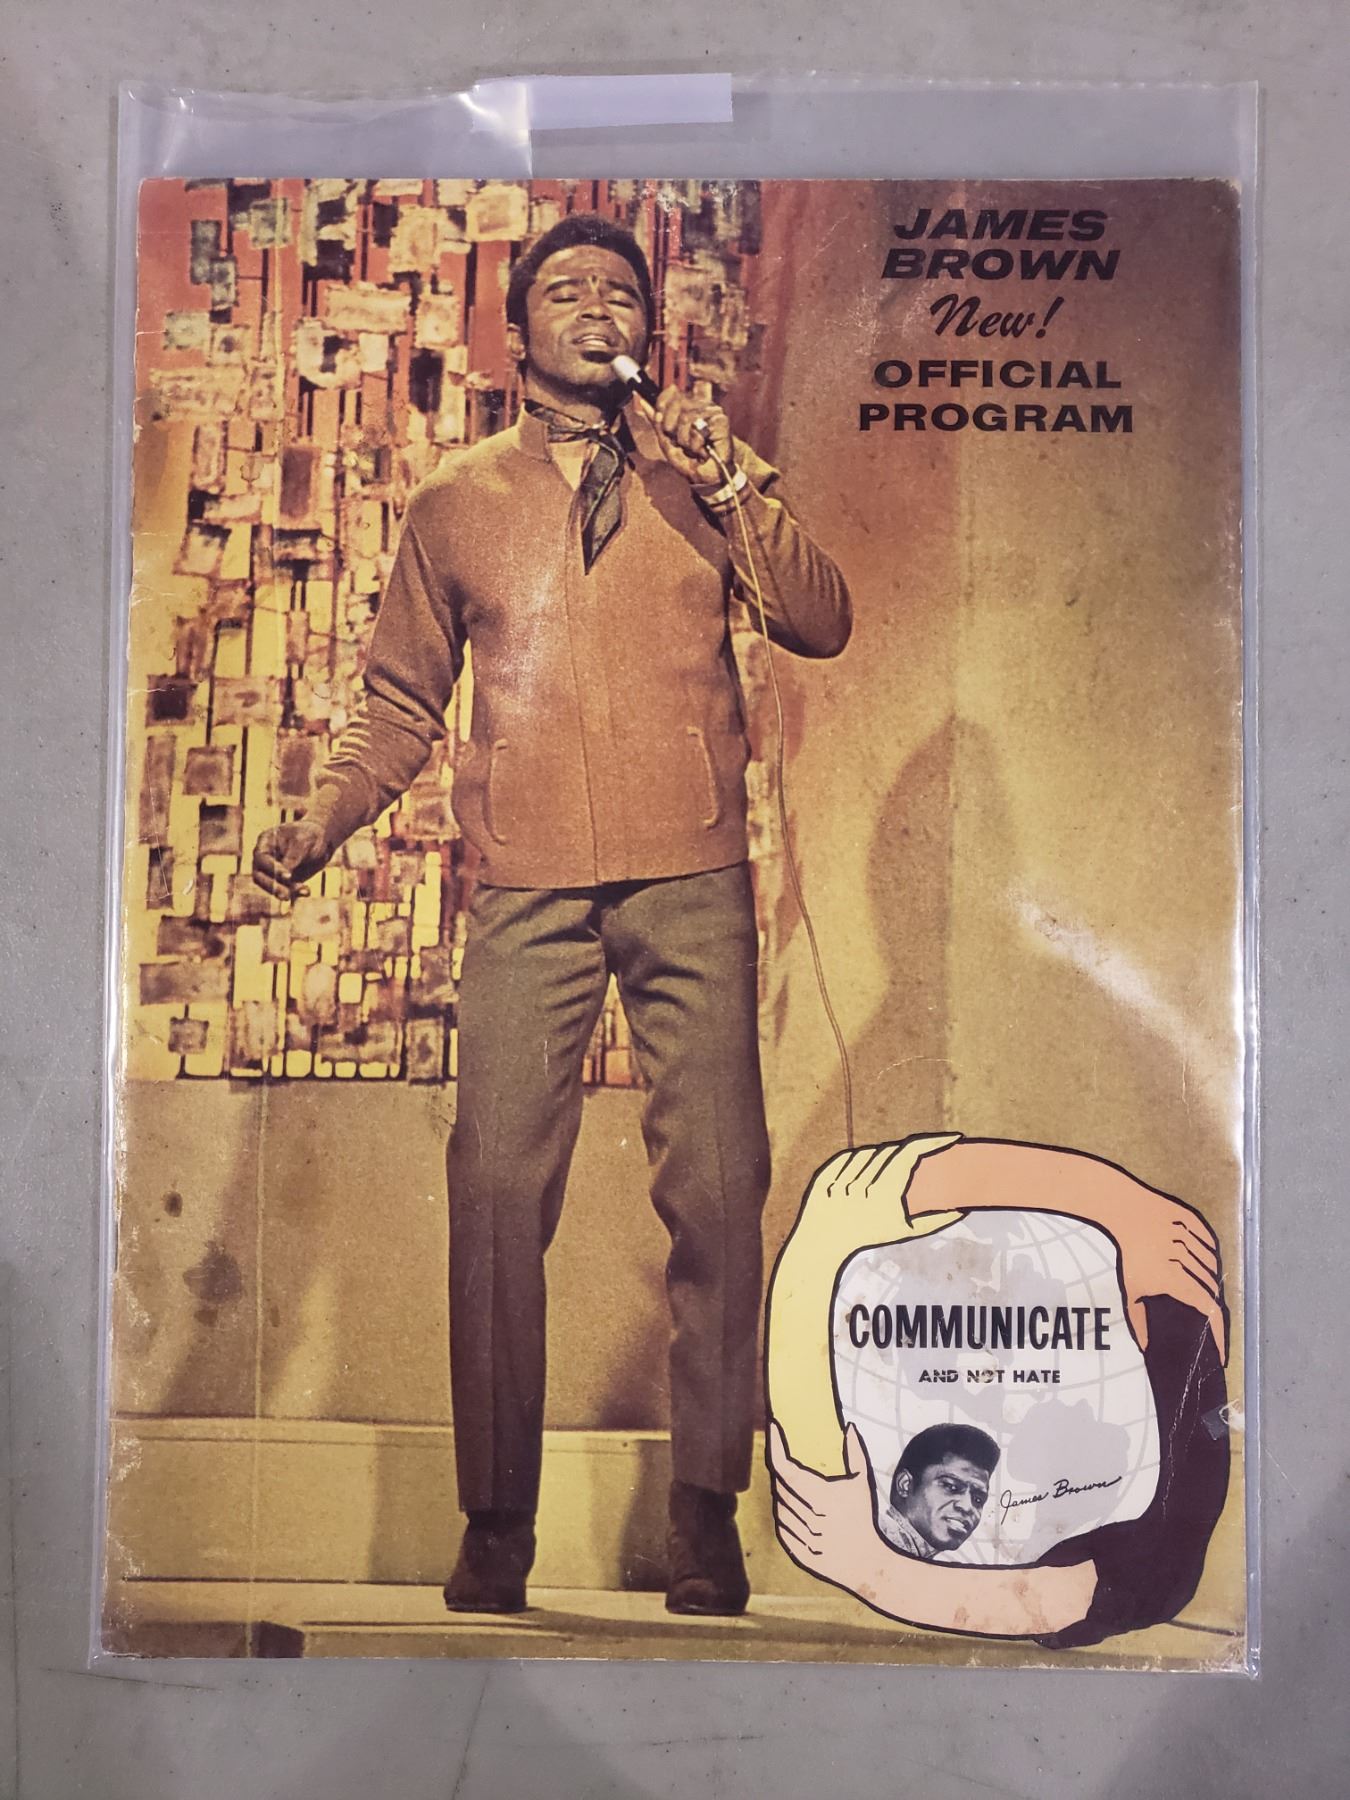 JAMES
BROWN
New!
OFFICIAL
PROGRAM
COMMUNICATE
AND NOT HATE
James Brown